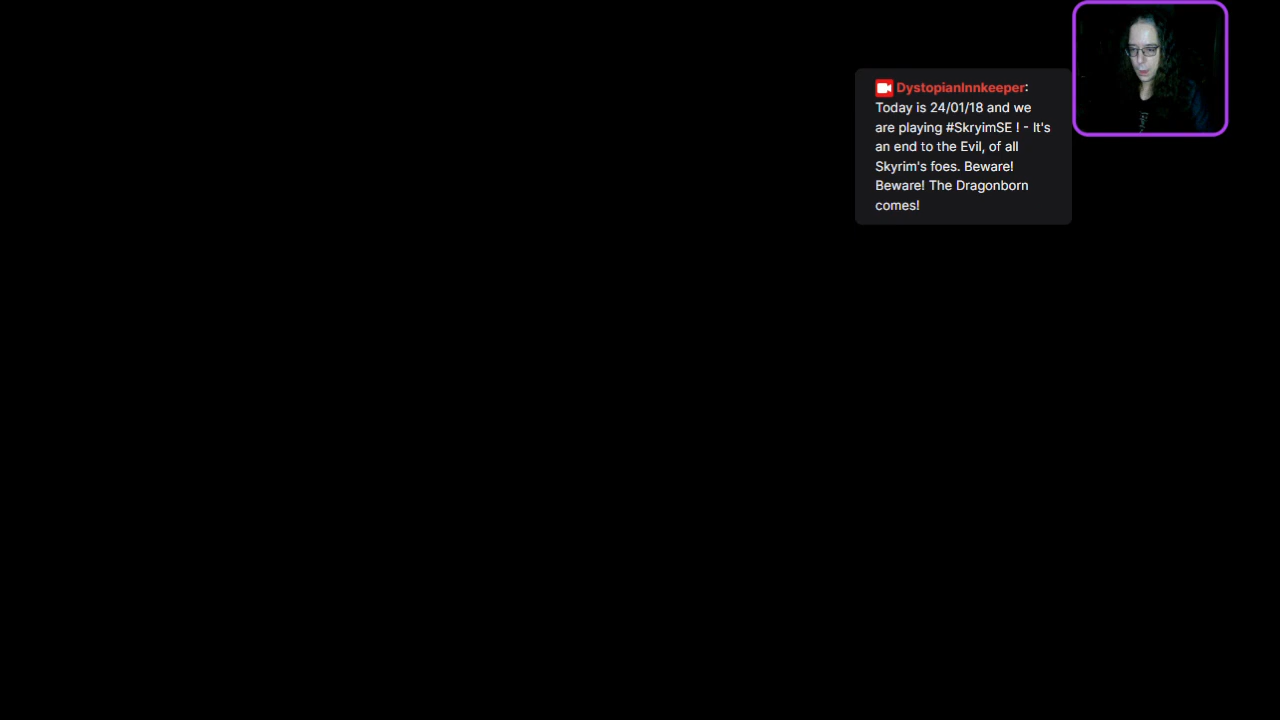 DystopianInnkeeper:
Today is 24/01/18 and we
are playing #SkryimSE ! - It's
an end to the Evil, of all
Skyrim's foes. Beware!
Beware! The Dragonborn
comes!